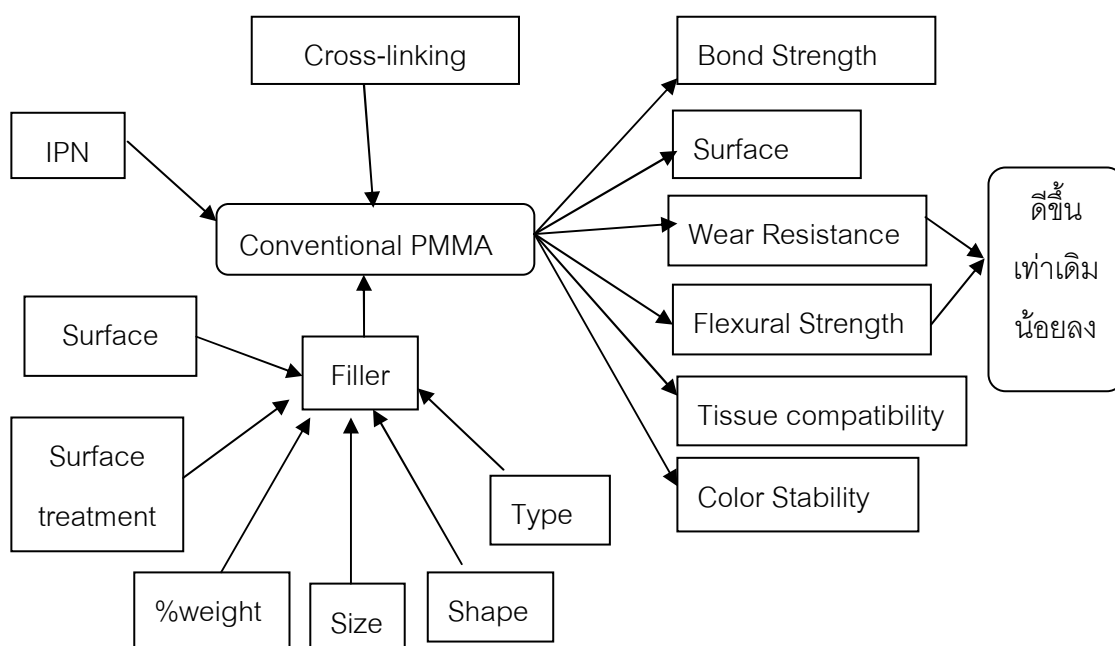 Cross-linking
Bond Strength
IPN
Surface
Conventional PMMA
Wear Resistance
ดีขึ้น
เท่าเดิม
น้อยลง
Flexural Strength
Surface
Filler
Tissue compatibility
Surface
treatment
Type
Color Stability
%weight
Size
Shape